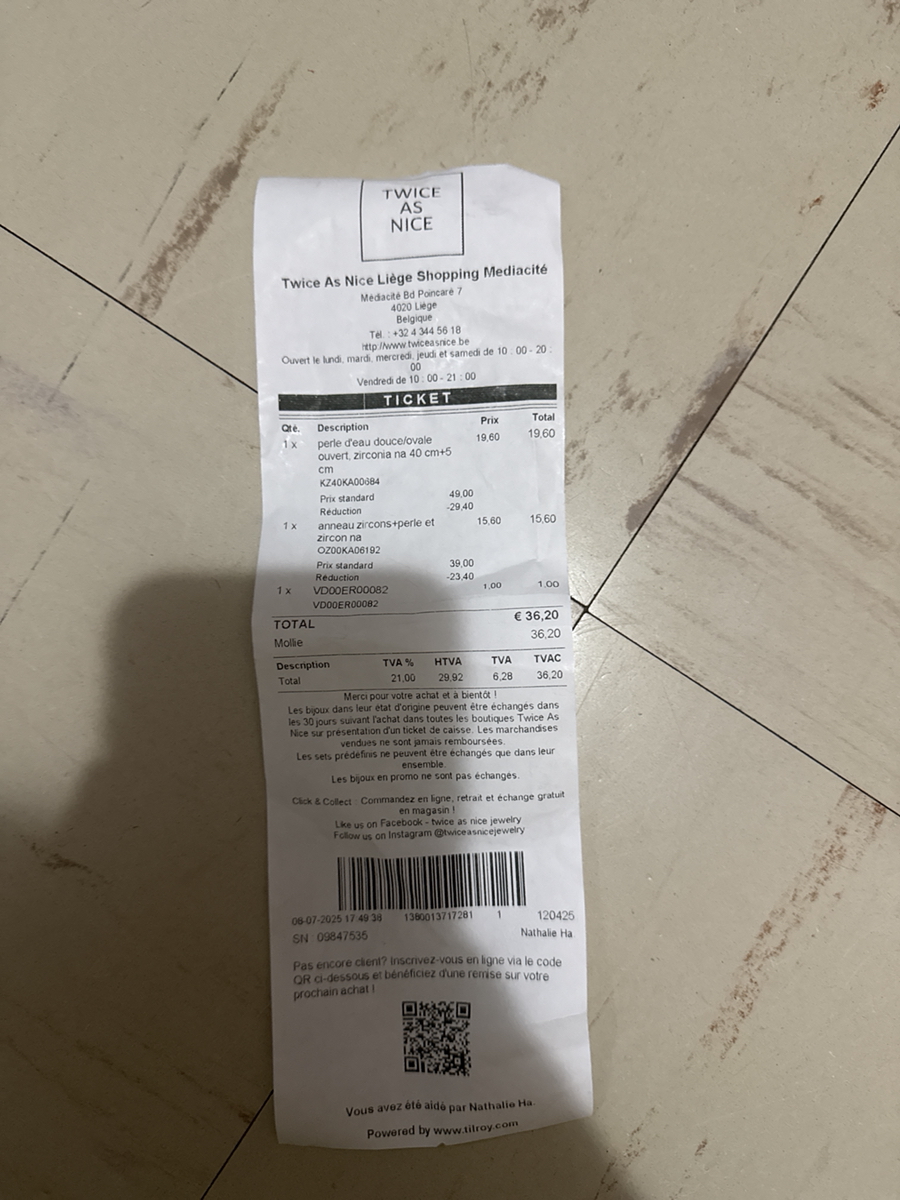 TWICE
AS
NICE
Twice As Nice Liège Shopping Mediacité
Mediacité Bd Poincaré 7
4020 Liège
Belgique
Tél. : +32 4 344 56 18
http://www.twiceasnice.be
Ouvert le lundi, mardi, mercredi, jeudi et samedi de 10 : 00 - 20 :
00
Vendredi de 10 : 00 - 21 : 00
TICKET
Qté. Description Prix Total
1 x perle d'eau douce/ovale 19,60 19,60
ouvert, zirconia na 40 cm+5
cm
KZ40KA00684
Prix standard 49,00
Réduction -29,40
1 x anneau zircons+perle et 15,60 15,60
zircon na
OZ00KA06192
Prix standard 39,00
Réduction -23,40
1 x VD00ER00082 1,00 1,00
VD00ER00082
TOTAL € 36,20
Mollie 36,20
Description TVA % HTVA TVA TVAC
Total 21,00 29,92 6,28 36,20
Merci pour votre achat et à bientôt !
Les bijoux dans leur état d'origine peuvent être échangés dans
les 30 jours suivant l'achat dans toutes les boutiques Twice As
Nice sur présentation d'un ticket de caisse. Les marchandises
vendues ne sont jamais remboursées.
Les sets prédéfinis ne peuvent être échangés que dans leur
ensemble.
Les bijoux en promo ne sont pas échangés.
Click & Collect : Commandez en ligne, retrait et échange gratuit
en magasin !
Like us on Facebook - twice as nice jewelry
Follow us on Instagram @twiceasnicejewelry
08-07-2025 17:49:38 1380013717281 1 120425
SN : 09847535 Nathalie Ha.
Pas encore client? Inscrivez-vous en ligne via le code
QR ci-dessous et bénéficiez d'une remise sur votre
prochain achat !
Vous avez été aidé par Nathalie Ha.
Powered by www.tilroy.com